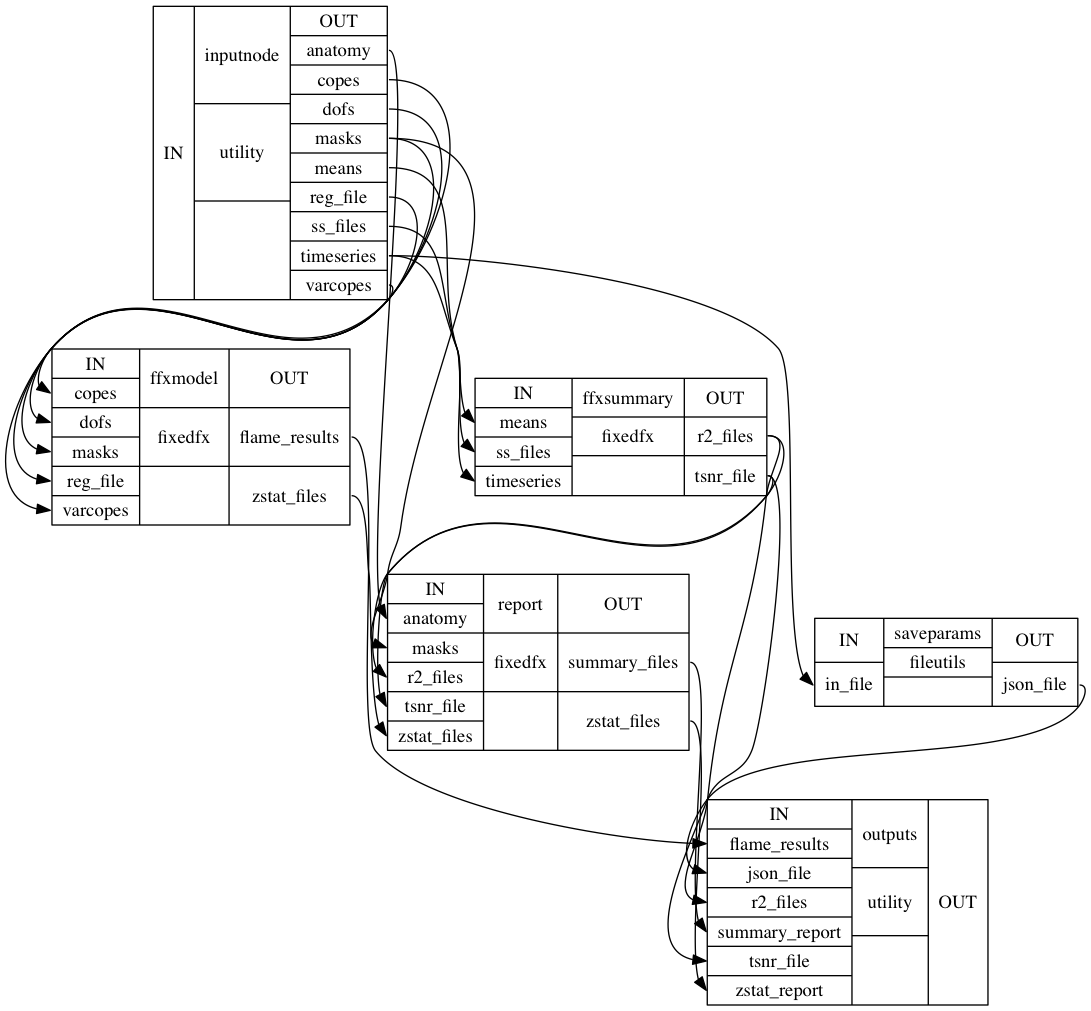 IN
inputnode
utility
OUT
anatomy
copes
dofs
masks
means
reg_file
ss_files
timeseries
varcopes
IN
copes
dofs
masks
reg_file
varcopes
ffxmodel
fixedfx
OUT
flame_results
zstat_files
IN
means
ss_files
timeseries
ffxsummary
fixedfx
OUT
r2_files
tsnr_file
IN
anatomy
masks
r2_files
tsnr_file
zstat_files
report
fixedfx
OUT
summary_files
zstat_files
IN
in_file
saveparams
fileutils
OUT
json_file
IN
flame_results
json_file
r2_files
summary_report
tsnr_file
zstat_report
outputs
utility
OUT